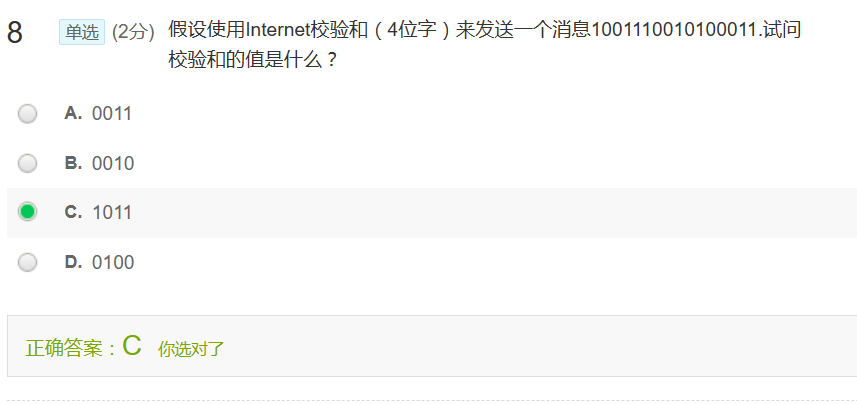 8 单选 (2分) 假设使用Internet校验和（4位字）来发送一个消息1001110010100011.试问
校验和的值是什么？
A. 0011
B. 0010
C. 1011
D. 0100
正确答案：C 你选对了